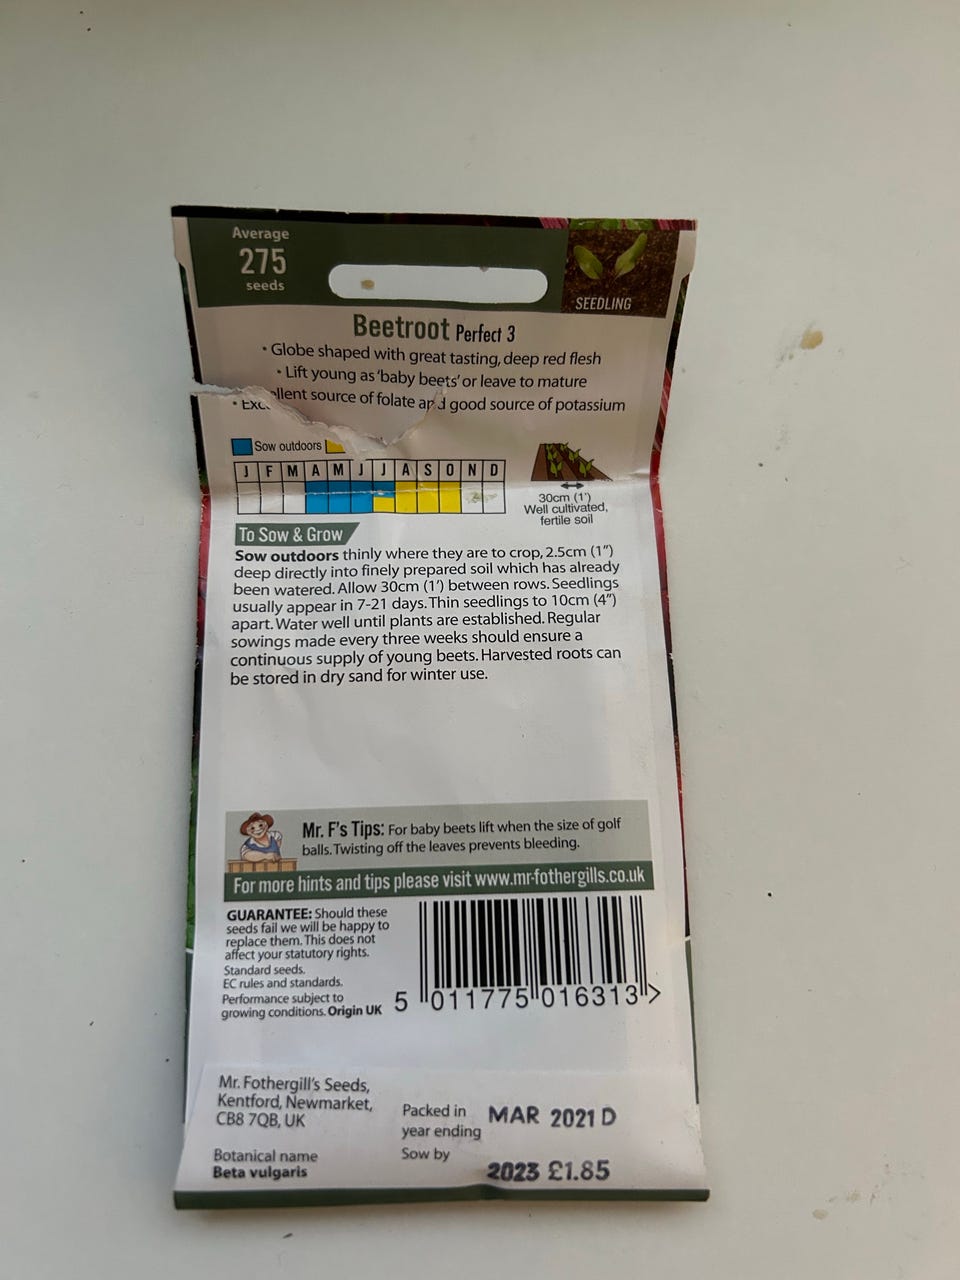 Average
275
seeds
SEEDLING
Beetroot Perfect 3
• Globe shaped with great tasting, deep red flesh
• Lift young as 'baby beets' or leave to mature
• Exc ellent source of folate and good source of potassium
Sow outdoors
J F M A M J J A S O N D
30cm (1')
Well cultivated,
fertile soil
To Sow & Grow
Sow outdoors thinly where they are to crop, 2.5cm (1")
deep directly into finely prepared soil which has already
been watered. Allow 30cm (1') between rows. Seedlings
usually appear in 7-21 days. Thin seedlings to 10cm (4")
apart. Water well until plants are established. Regular
sowings made every three weeks should ensure a
continuous supply of young beets. Harvested roots can
be stored in dry sand for winter use.
Mr. F's Tips: For baby beets lift when the size of golf
balls. Twisting off the leaves prevents bleeding.
For more hints and tips please visit www.mr-fothergills.co.uk
GUARANTEE: Should these
seeds fail we will be happy to
replace them. This does not
affect your statutory rights.
Standard seeds.
EC rules and standards.
Performance subject to
growing conditions. Origin UK
5 011775 016313 >
Mr. Fothergill's Seeds,
Kentford, Newmarket,
CB8 7QB, UK
Botanical name
Beta vulgaris
Packed in
year ending MAR 2021 D
Sow by
2023 £1.85